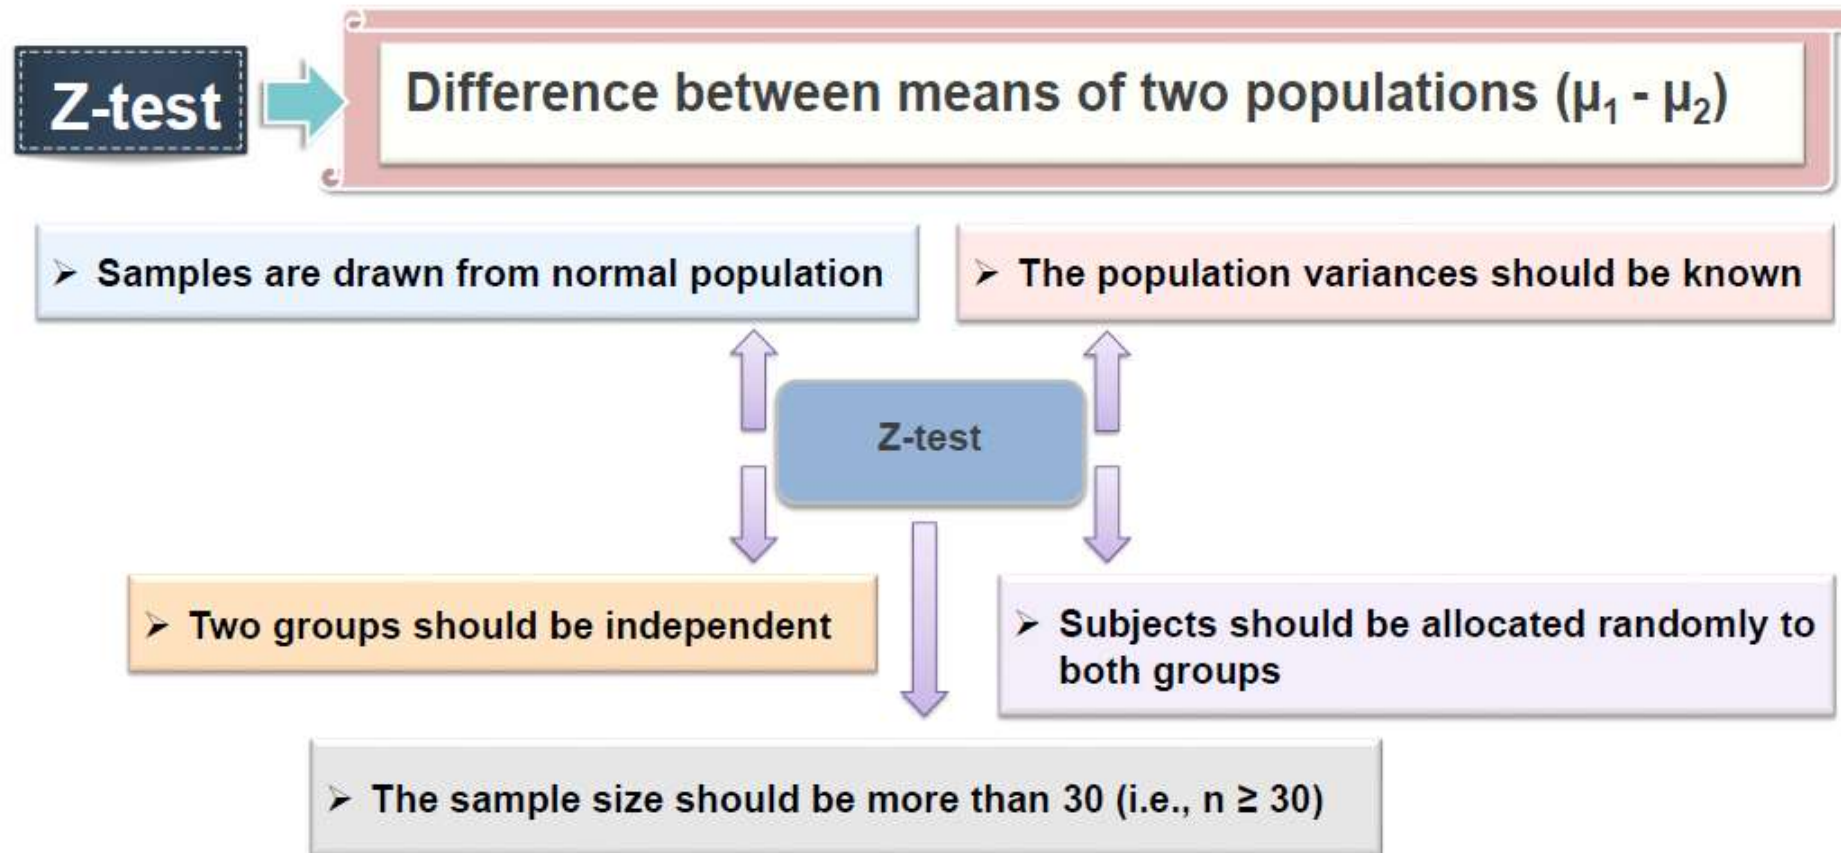 Z-test
Difference between means of two populations (μ₁ - μ₂)
➢ Samples are drawn from normal population
➢ The population variances should be known
Z-test
➢ Two groups should be independent
➢ Subjects should be allocated randomly to
both groups
➢ The sample size should be more than 30 (i.e., n ≥ 30)